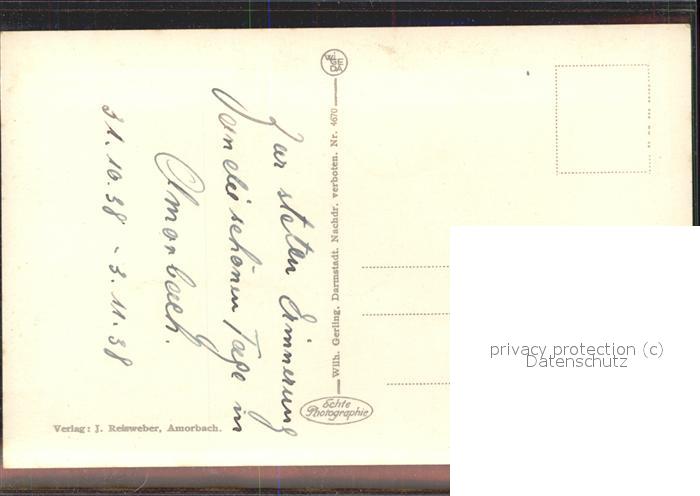 Zur steten Erinnerung
an die schönen Tage in
Amorbach.
31.10.38 - 3.11.38
Verlag: J. Reisweber, Amorbach.
Wilh. Gerling. Darmstadt. Nachdr. verboten. Nr. 4670
Echte
Photographie
privacy protection (c)
Datenschutz